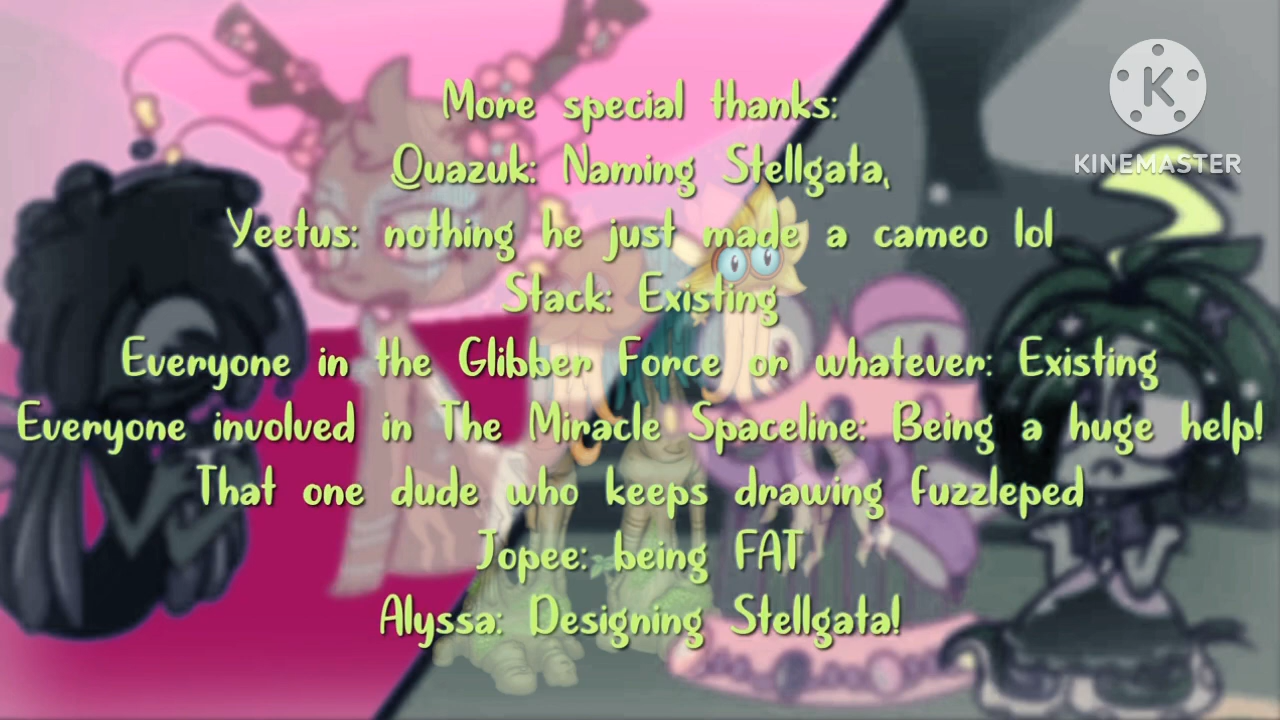 More special thanks:
Quazuk: Naming Stellgata,
Yeetus: nothing he just made a cameo lol
Stack: Existing
Everyone in the Glibber Force or whatever: Existing
Everyone involved in The Miracle Spaceline: Being a huge help!
That one dude who keeps drawing fuzzleped
Jopee: being FAT
Alyssa: Designing Stellgata!
K
KINEMASTER